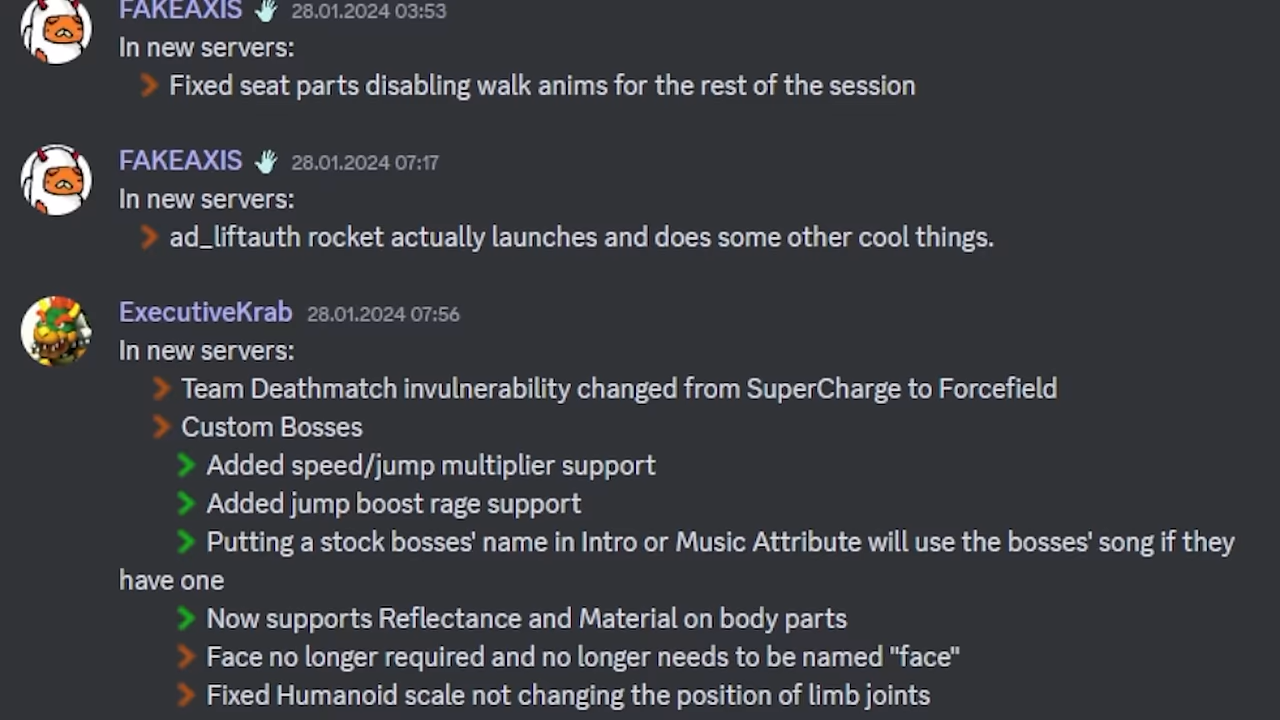 FAKEAXIS 28.01.2024 03:53
In new servers:
Fixed seat parts disabling walk anims for the rest of the session
FAKEAXIS 28.01.2024 07:17
In new servers:
ad_liftauth rocket actually launches and does some other cool things.
ExecutiveKrab 28.01.2024 07:56
In new servers:
Team Deathmatch invulnerability changed from SuperCharge to Forcefield
Custom Bosses
Added speed/jump multiplier support
Added jump boost rage support
Putting a stock bosses' name in Intro or Music Attribute will use the bosses' song if they
have one
Now supports Reflectance and Material on body parts
Face no longer required and no longer needs to be named "face"
Fixed Humanoid scale not changing the position of limb joints